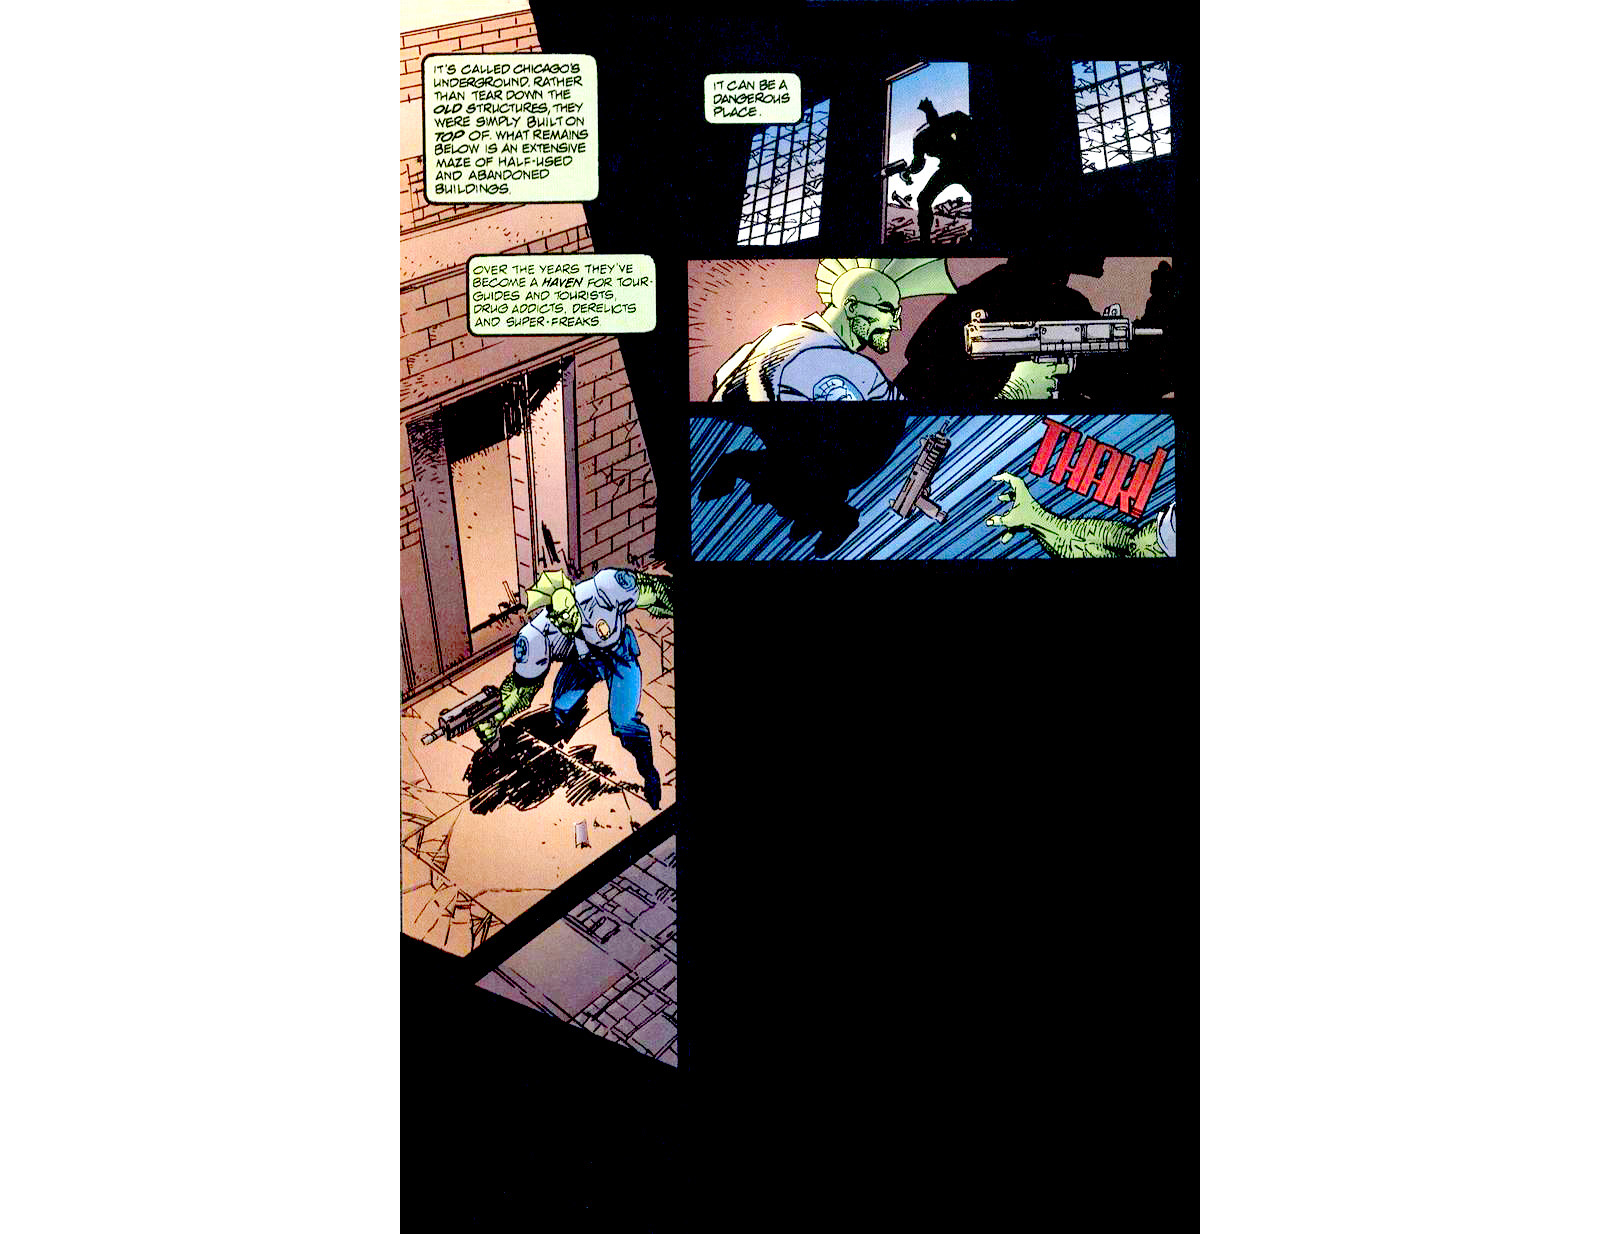 IT'S CALLED CHICAGO'S
UNDERGROUND. RATHER
THAN TEAR DOWN THE
OLD STRUCTURES, THEY
WERE SIMPLY BUILT ON
TOP OF. WHAT REMAINS
BELOW IS AN EXTENSIVE
MAZE OF HALF-USED
AND ABANDONED
BUILDINGS.
OVER THE YEARS THEY'VE
BECOME A HAVEN FOR TOUR-
GUIDES AND TOURISTS,
DRUG ADDICTS, DERELICTS
AND SUPER-FREAKS
IT CAN BE A
DANGEROUS
PLACE.
THAK!